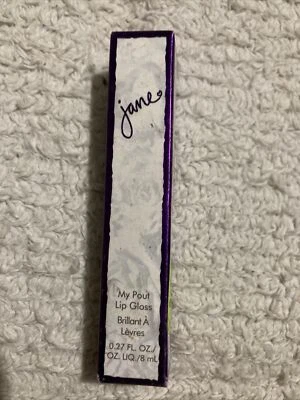 jane
My Pout
Lip Gloss
Brillant À
Lèvres
0.27 FL. OZ./
OZ. LIQ /8 mL